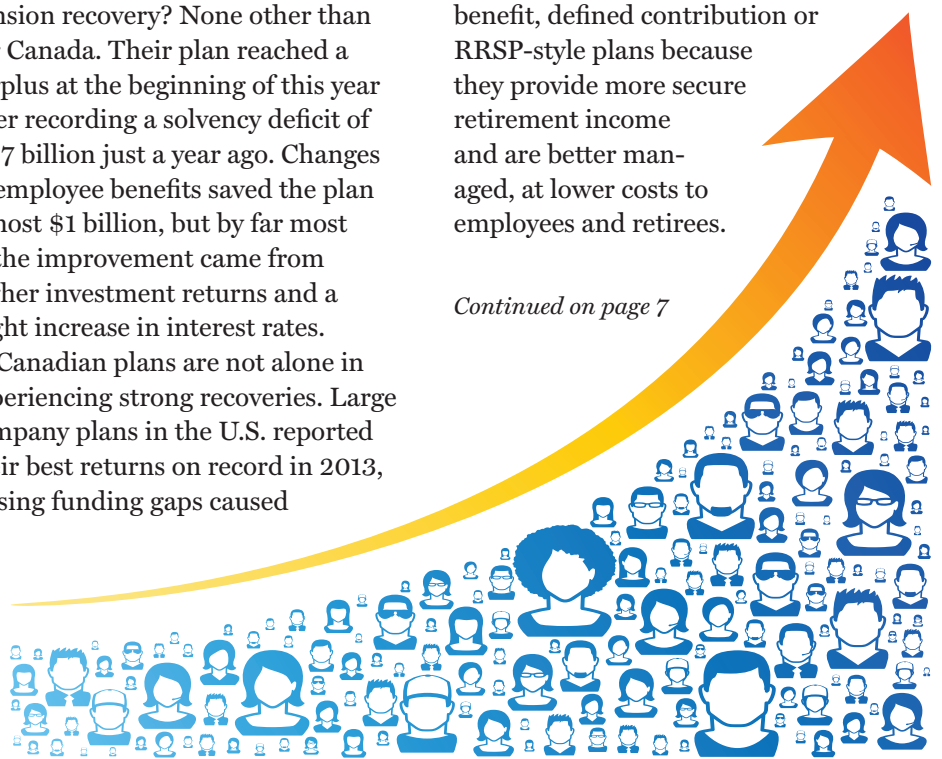 nsion recovery? None other than
Canada. Their plan reached a
plus at the beginning of this year
er recording a solvency deficit of
7 billion just a year ago. Changes
employee benefits saved the plan
nost $1 billion, but by far most
the improvement came from
her investment returns and a
ght increase in interest rates.
Canadian plans are not alone in
periencing strong recoveries. Large
mpany plans in the U.S. reported
ir best returns on record in 2013,
sing funding gaps caused
benefit, defined contribution or
RRSP-style plans because
they provide more secure
retirement income
and are better man-
aged, at lower costs to
employees and retirees.
Continued on page 7